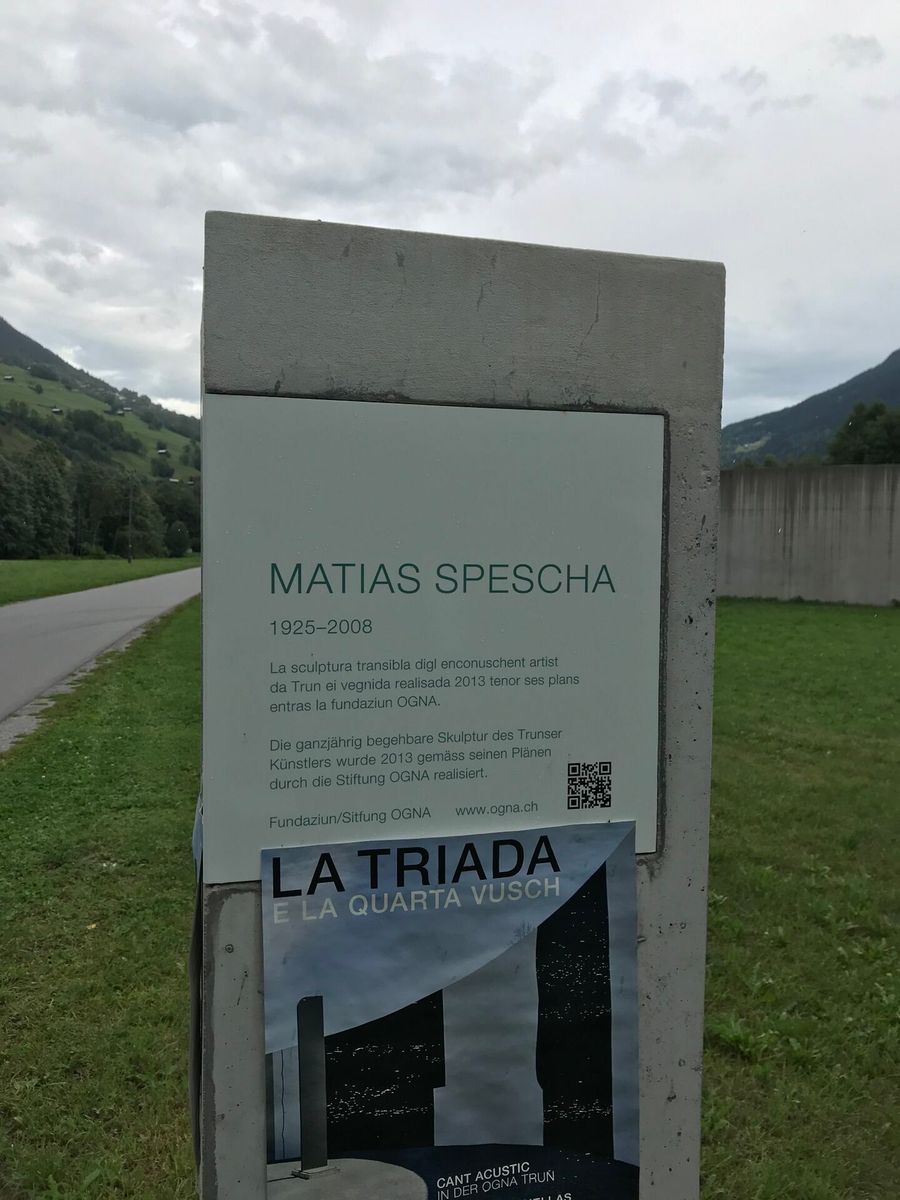 MATIAS SPESCHA
1925–2008
La sculptura transibla digl enconuschent artist
da Trun ei vegnida realisada 2013 tenor ses plans
entras la fundaziun OGNA.
Die ganzjährig begehbare Skulptur des Trunser
Künstlers wurde 2013 gemäss seinen Plänen
durch die Stiftung OGNA realisiert.
Fundaziun/Sitfung OGNA www.ogna.ch
LA TRIADA
E LA QUARTA VUSCH
CANT ACUSTIC
IN DER OGNA TRUN